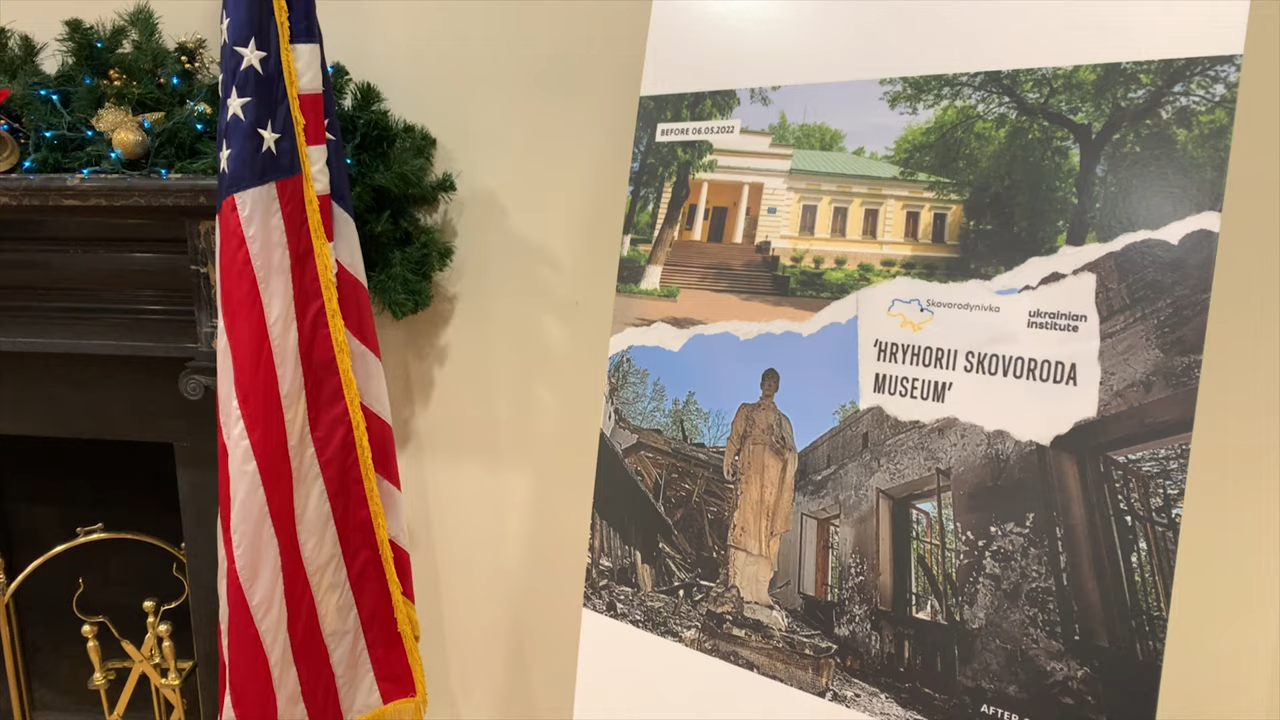 BEFORE 06.05.2022
Skovorodynivka
ukrainian
institute
'HRYHORII SKOVORODA
MUSEUM'
AFTER